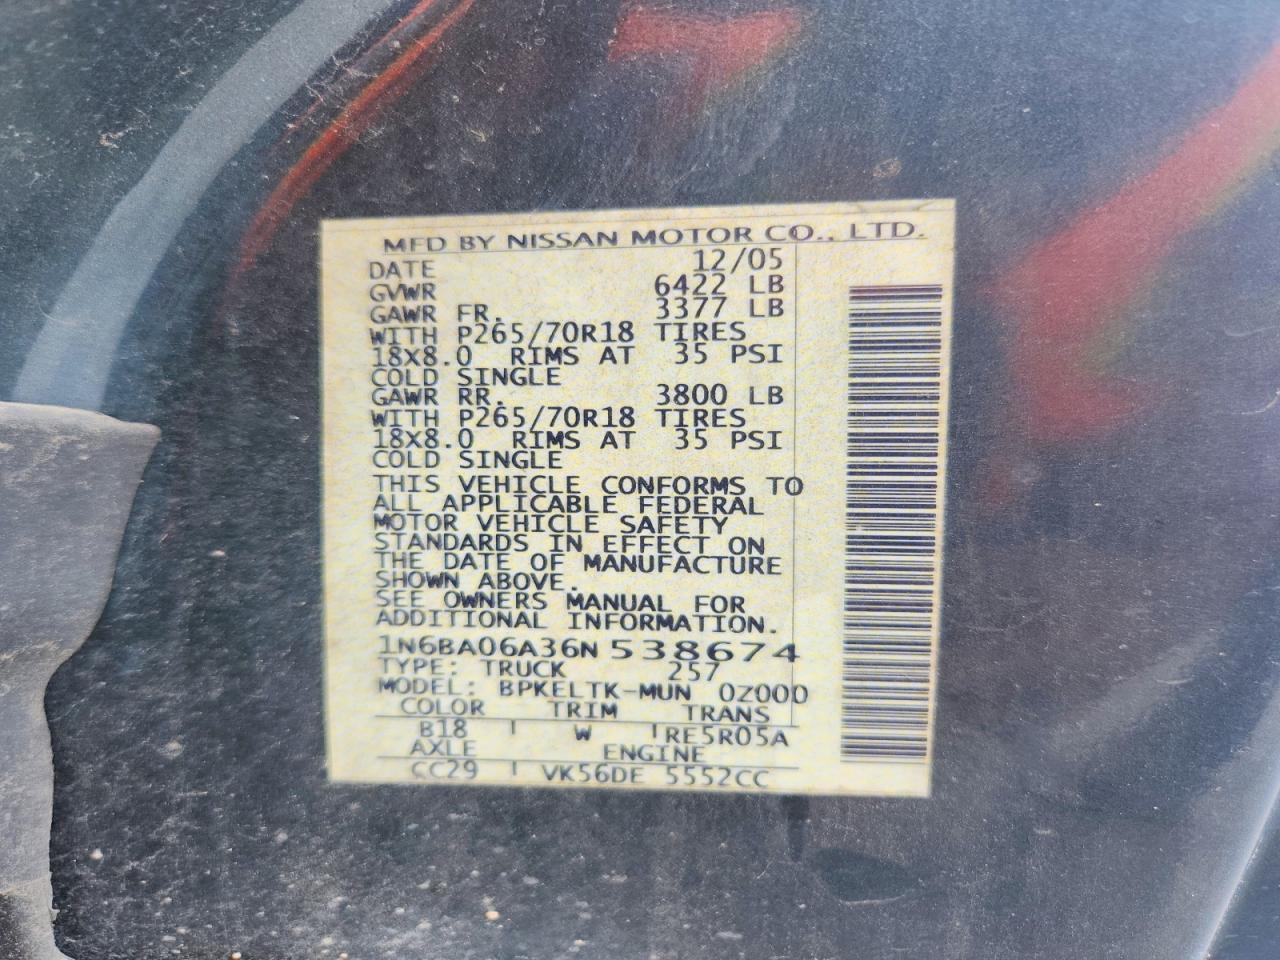 MFD BY NISSAN MOTOR CO., LTD.
DATE 12/05
GVWR 6422 LB
GAWR FR. 3377 LB
WITH P265/70R18 TIRES
18X8.0 RIMS AT 35 PSI
COLD SINGLE
GAWR RR. 3800 LB
WITH P265/70R18 TIRES
18X8.0 RIMS AT 35 PSI
COLD SINGLE
THIS VEHICLE CONFORMS TO
ALL APPLICABLE FEDERAL
MOTOR VEHICLE SAFETY
STANDARDS IN EFFECT ON
THE DATE OF MANUFACTURE
SHOWN ABOVE.
SEE OWNERS MANUAL FOR
ADDITIONAL INFORMATION.
1N6BA06A36N538674
TYPE: TRUCK 257
MODEL: BPKELTK-MUN 0Z000
COLOR TRIM TRANS
B18 W RE5R05A
AXLE ENGINE
CC29 VK56DE 5552CC